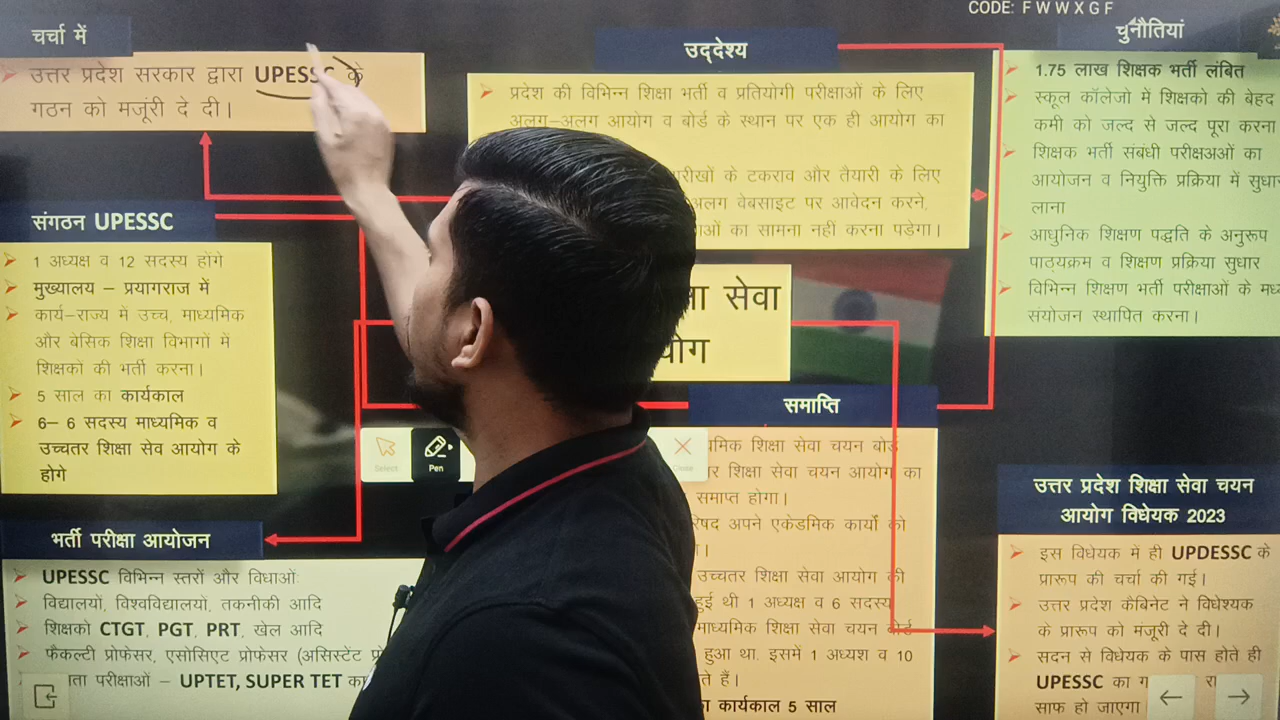 CODE: F W W X G F
चर्चा में
उत्तर प्रदेश सरकार द्वारा UPESSC के
गठन को मजूंरी दे दी।
उद्‌देश्य
प्रदेश की विभिन्न शिक्षा भर्ती व प्रतियोगी परीक्षाओं के लिए
अलग–अलग आयोग व बोर्ड के स्थान पर एक ही आयोग का
के टकराव और तैयारी के लिए
अलग वेबसाइट पर आवेदन करने,
का सामना नहीं करना पड़ेगा।
चुनौतियां
1.75 लाख शिक्षक भर्ती लंबित
स्कूल कॉलेजो में शिक्षको की बेहद
कमी को जल्द से जल्द पूरा करना
शिक्षक भर्ती संबंधी परीक्षअओं का
आयोजन व नियुक्ति प्रक्रिया में सुधार
लाना
आधुनिक शिक्षण पद्धति के अनुरूप
पाठ्यक्रम व शिक्षण प्रक्रिया सुधार
विभिन्न शिक्षण भर्ती परीक्षाओं के
संयोजन स्थापित करना।
संगठन UPESSC
1 अध्यक्ष व 12 सदस्य होंगे
मुख्यालय – प्रयागराज में
कार्य–राज्य में उच्च, माध्यमिक
और बेसिक शिक्षा विभागों में
शिक्षकों की भर्ती करना।
5 साल का कार्यकाल
6– 6 सदस्य माध्यमिक व
उच्चतर शिक्षा सेव आयोग के
होगे
सेवा
समाप्ति
शिक्षा सेवा चयन बोर्ड
शिक्षा सेवा चयन आयोग का
समाप्त होगा।
अपने एकेडमिक कार्यो को
उच्चतर शिक्षा सेवा आयोग की
हुई थी 1 अध्यक्ष व 6 सदस्य
माध्यमिक शिक्षा सेवा चयन बोर्ड
हुआ था. इसमें 1 अध्यश व 10
कार्यकाल 5 साल
Select
Pen
Close
भर्ती परीक्षा आयोजन
UPESSC विभिन्न स्तरों और विधाओं
विद्यालयों, विश्वविद्यालयों, तकनीकी आदि
शिक्षको CTGT, PGT, PRT, खेल आदि
फैकल्टी प्रोफेसर, एसोसिएट प्रोफेसर (असिस्टेंट
परीक्षाओं – UPTET, SUPER TET
उत्तर प्रदेश शिक्षा सेवा चयन
आयोग विधेयक 2023
इस विधेयक में ही UPDESSC के
प्रारूप की चर्चा की गई।
उत्तर प्रदेश कैबिनेट ने विधेश्यक
के प्रारूप को मंजूरी दे दी।
सदन से विधेयक के पास होते ही
UPESSC का
साफ हो जाएगा